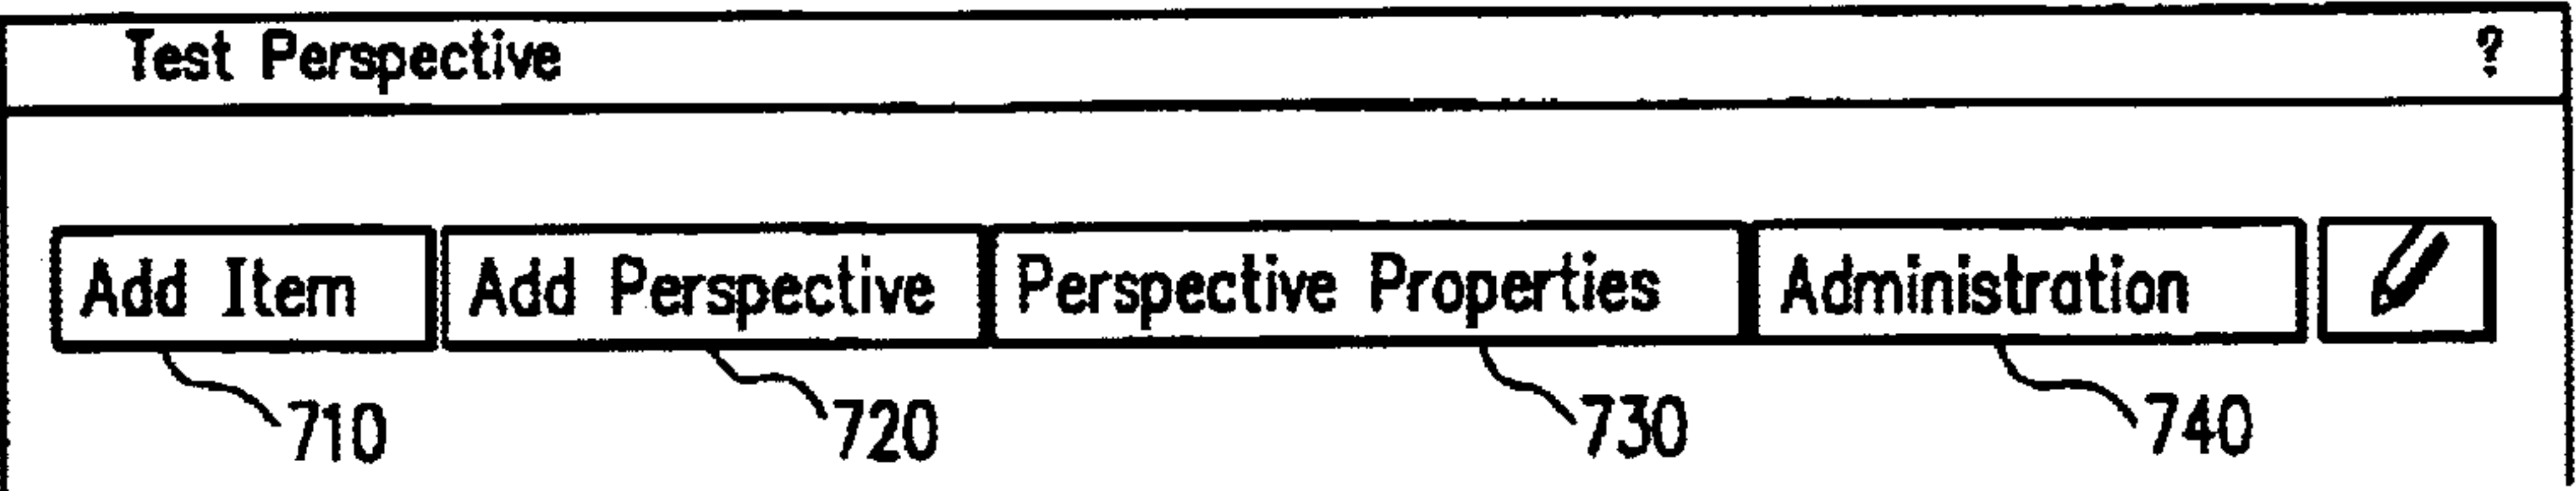 Test Perspective ?
Add Item Add Perspective Perspective Properties Administration
710 720 730 740